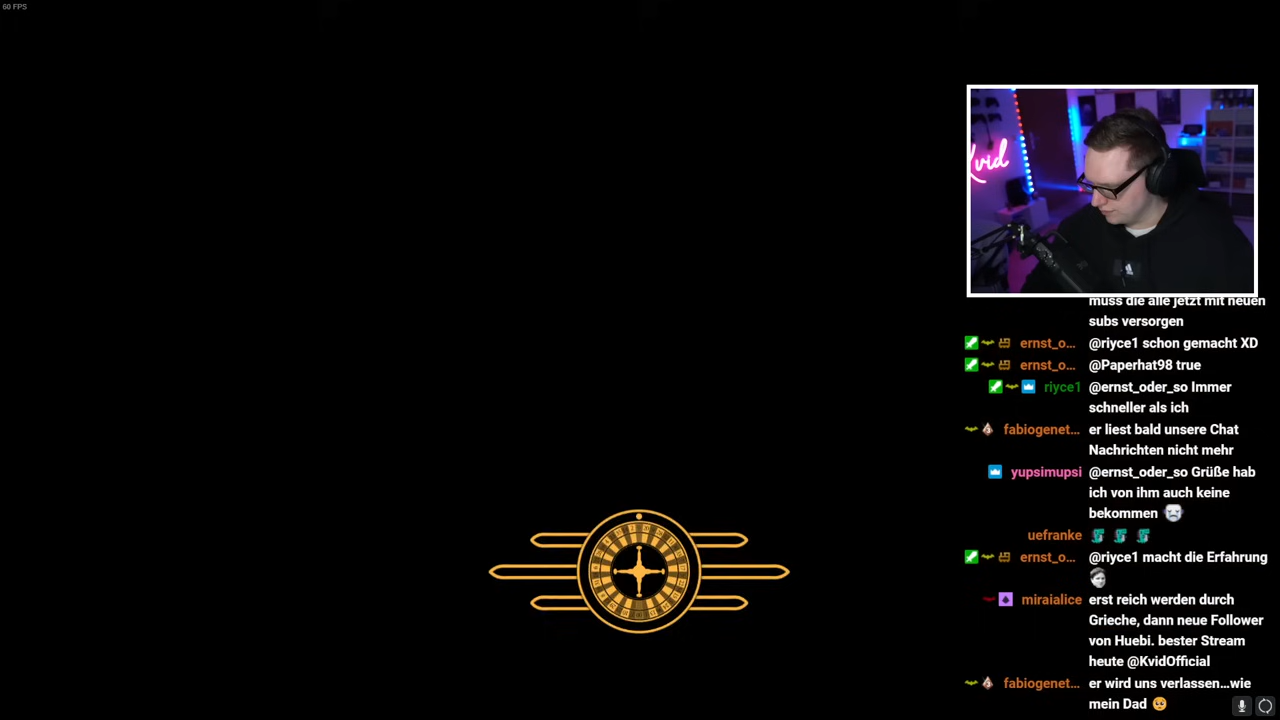 60 FPS
Kvid
muss die alle jetzt mit neuen
subs versorgen
ernst_o... @riyce1 schon gemacht XD
ernst_o... @Paperhat98 true
riyce1 @ernst_oder_so Immer
schneller als ich
fabiogenet... er liest bald unsere Chat
Nachrichten nicht mehr
yupsimupsi @ernst_oder_so Grüße hab
ich von ihm auch keine
bekommen
uefranke
ernst_o... @riyce1 macht die Erfahrung
miraialice erst reich werden durch
Grieche, dann neue Follower
von Huebi. bester Stream
heute @KvidOfficial
fabiogenet... er wird uns verlassen...wie
mein Dad